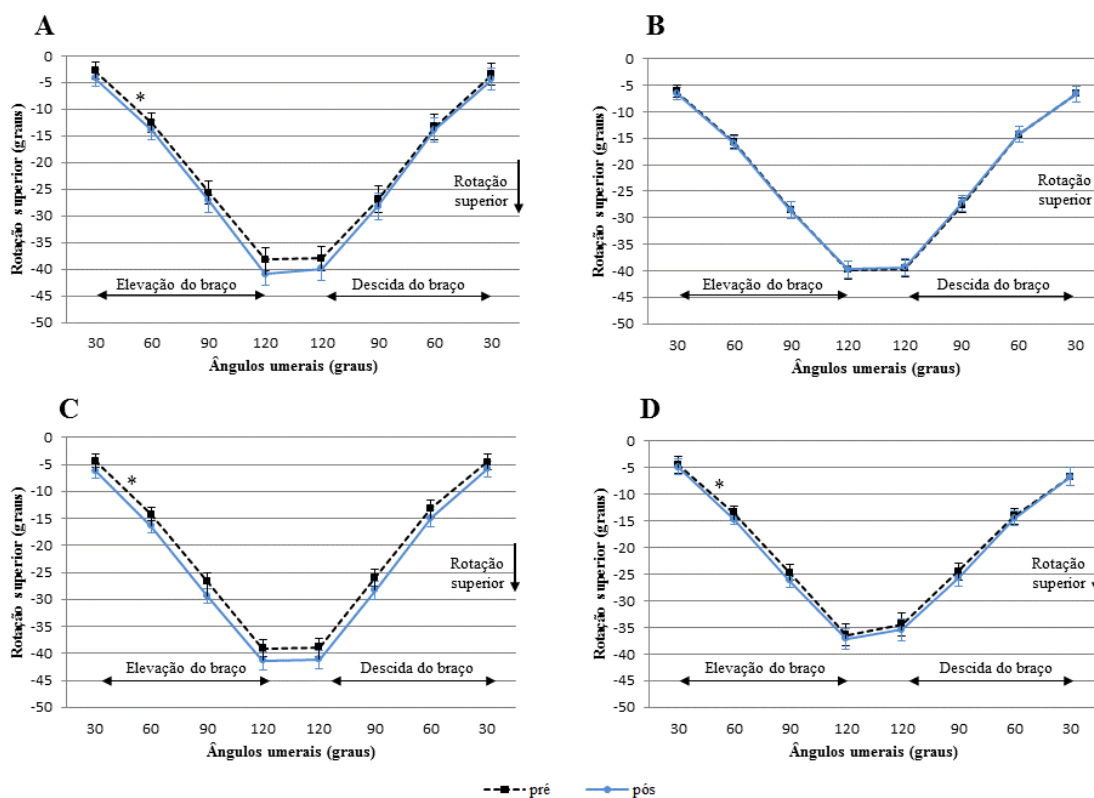 A
Rotação superior (graus)
0
-5
-10
-15
-20
-25
-30
-35
-40
-45
-50
*
Rotação
superior
Elevação do braço
Descida do braço
30 60 90 120 120 90 60 30
Ângulos umerais (graus)
B
Rotação superior (graus)
0
-5
-10
-15
-20
-25
-30
-35
-40
-45
-50
Rotação
superior
Elevação do braço
Descida do braço
30 60 90 120 120 90 60 30
Ângulos umerais (graus)
C
Rotação superior (graus)
0
-5
-10
-15
-20
-25
-30
-35
-40
-45
-50
*
Rotação
superior
Elevação do braço
Descida do braço
30 60 90 120 120 90 60 30
Ângulos umerais (graus)
D
Rotação superior (graus)
0
-5
-10
-15
-20
-25
-30
-35
-40
-45
-50
*
Rotação
superior
Elevação do braço
Descida do braço
30 60 90 120 120 90 60 30
Ângulos umerais (graus)
pré pós